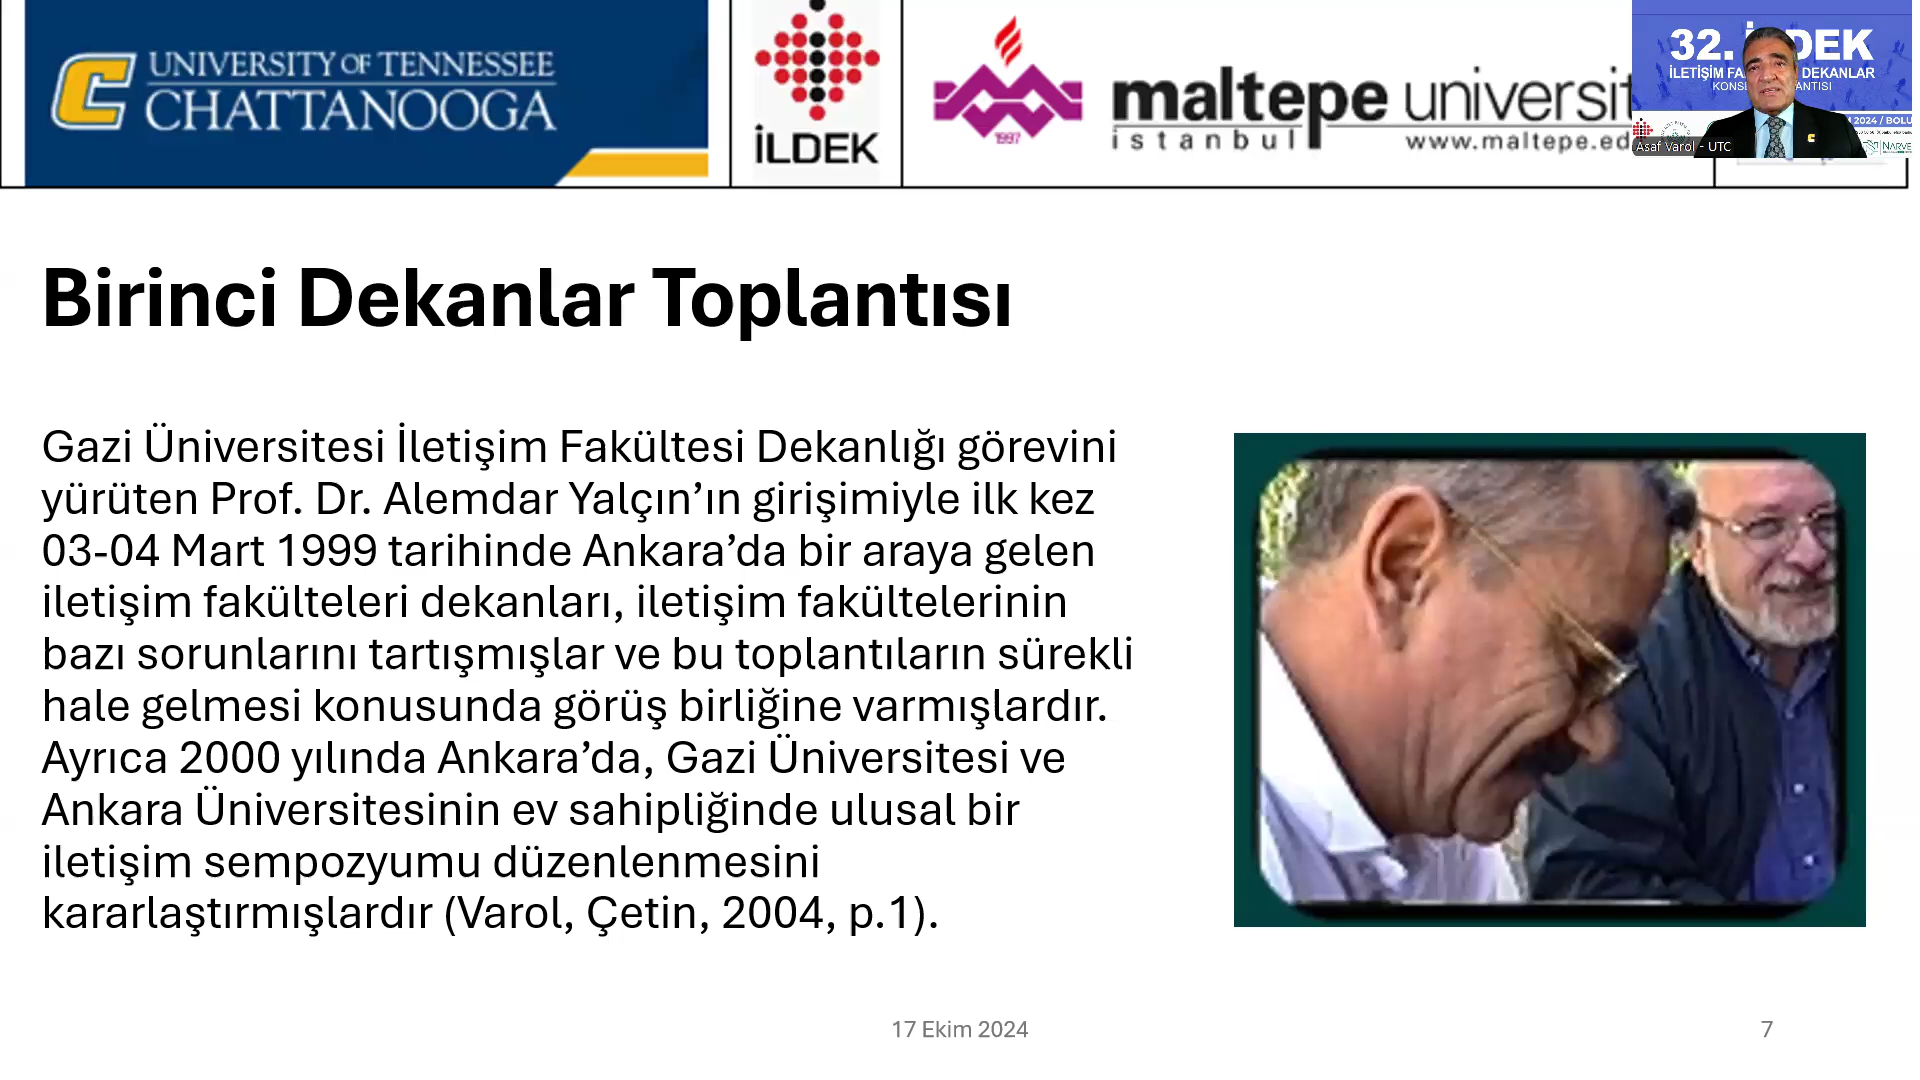 UNIVERSITY OF TENNESSEE
CHATTANOOGA
İLDEK
1997
maltepe
istanbul
www.maltepe.ed
32.
DEK
DEKANLAR
2024 / BOLU
Asaf Varol - UTC
Birinci Dekanlar Toplantısı
Gazi Üniversitesi İletişim Fakültesi Dekanlığı görevini
yürüten Prof. Dr. Alemdar Yalçın’ın girişimiyle ilk kez
03-04 Mart 1999 tarihinde Ankara’da bir araya gelen
iletişim fakülteleri dekanları, iletişim fakültelerinin
bazı sorunlarını tartışmışlar ve bu toplantıların sürekli
hale gelmesi konusunda görüş birliğine varmışlardır.
Ayrıca 2000 yılında Ankara’da, Gazi Üniversitesi ve
Ankara Üniversitesinin ev sahipliğinde ulusal bir
iletişim sempozyumu düzenlenmesini
kararlaştırmışlardır (Varol, Çetin, 2004, p.1).
17 Ekim 2024
7